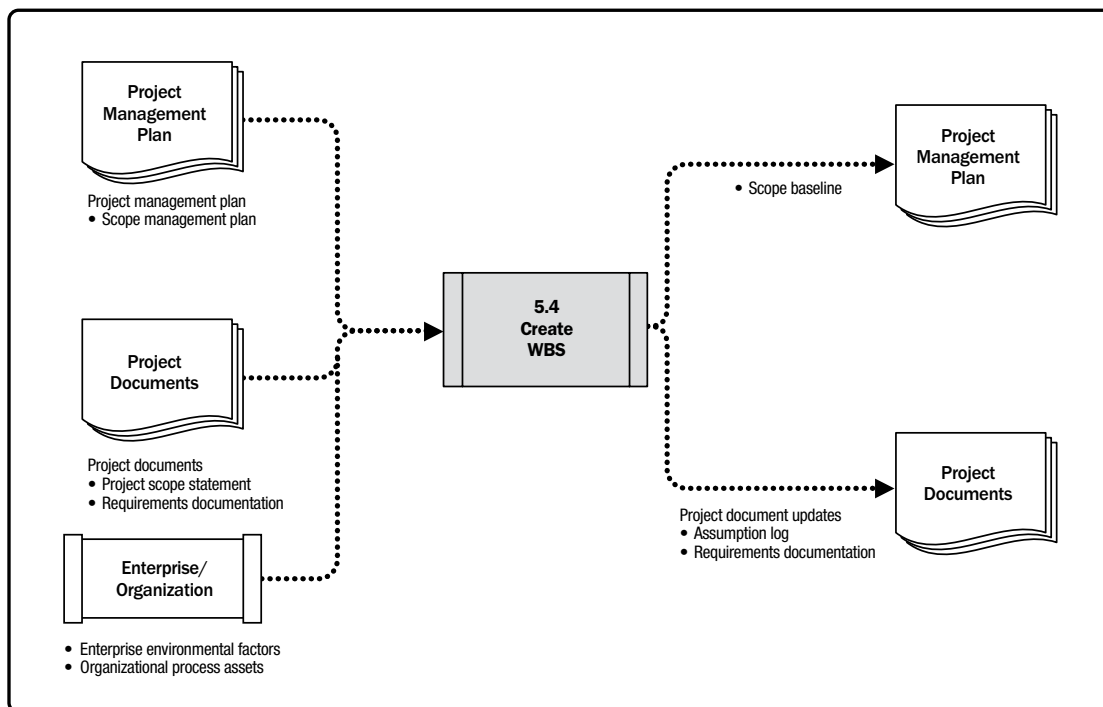 Project
Management
Plan
Project management plan
• Scope management plan
Project
Documents
Project documents
• Project scope statement
• Requirements documentation
Enterprise/
Organization
• Enterprise environmental factors
• Organizational process assets
5.4
Create
WBS
• Scope baseline
Project
Management
Plan
Project document updates
• Assumption log
• Requirements documentation
Project
Documents